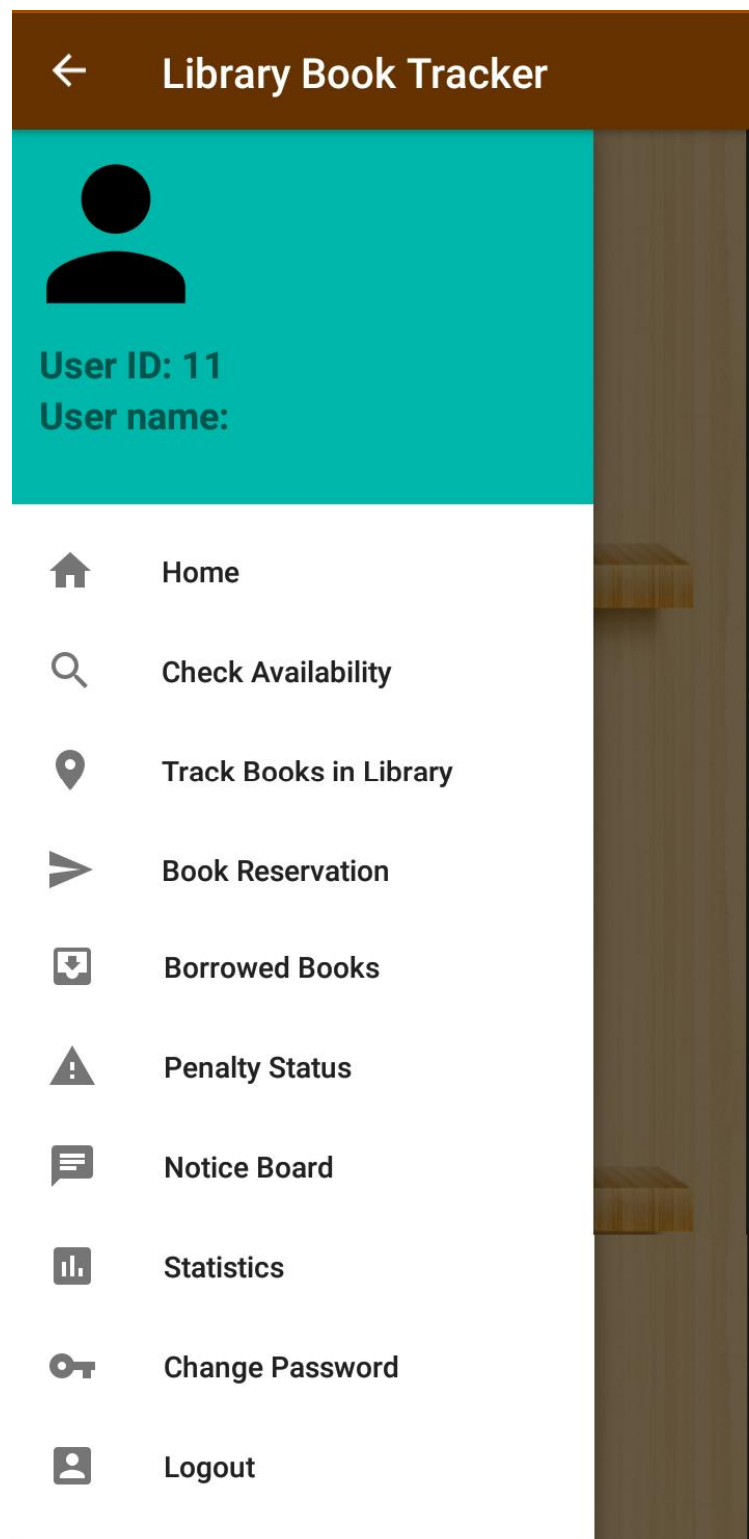 Library Book Tracker
User ID: 11
User name:
Home
Check Availability
Track Books in Library
Book Reservation
Borrowed Books
Penalty Status
Notice Board
Statistics
Change Password
Logout